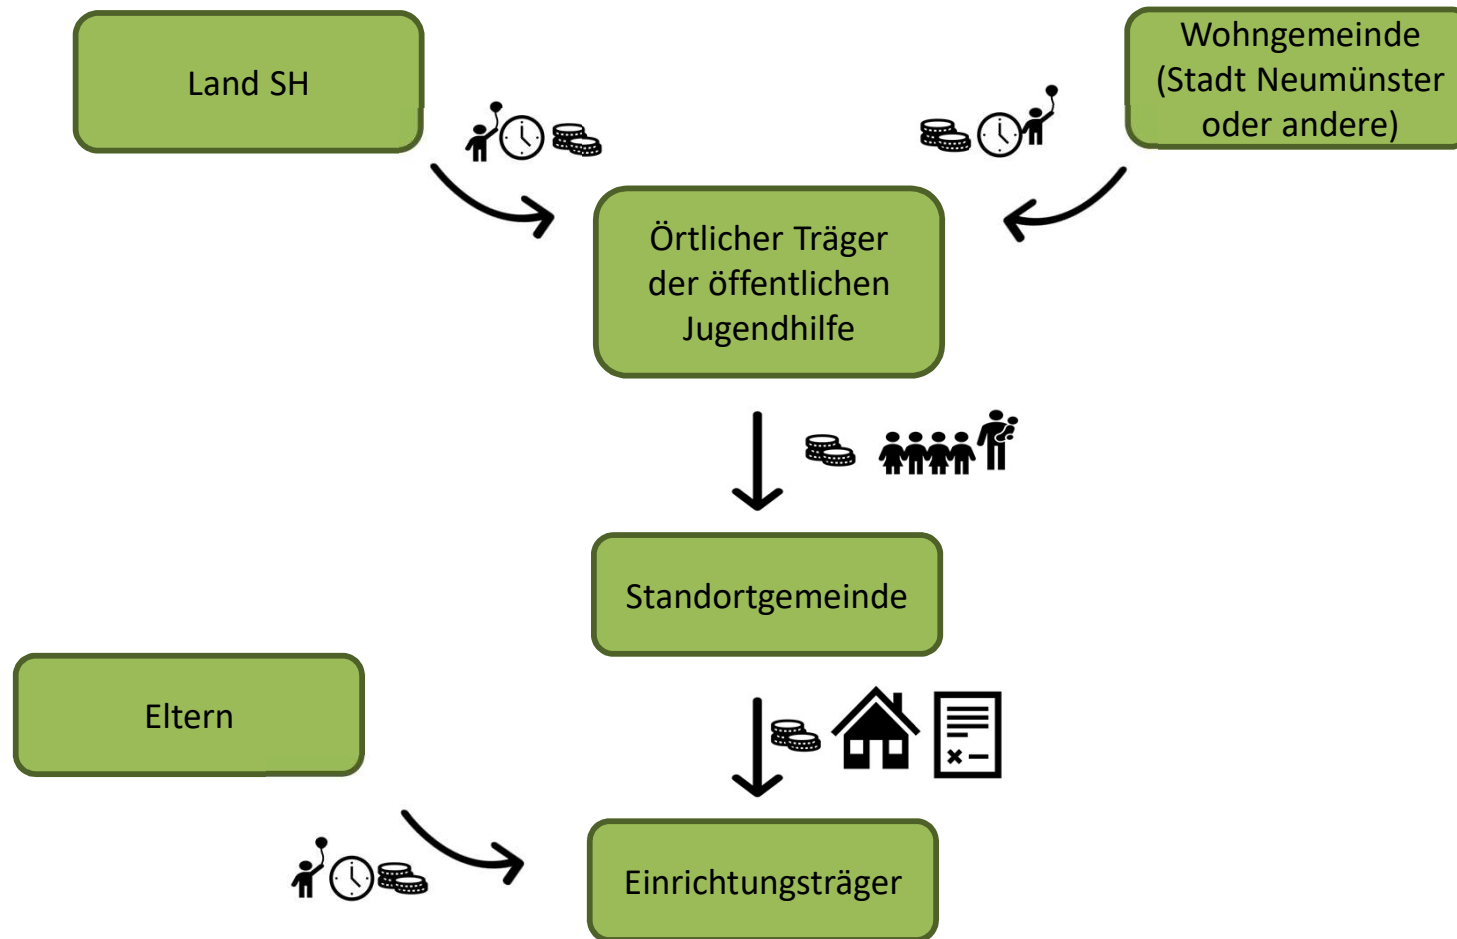 Land SH
Wohngemeinde
(Stadt Neumünster
oder andere)
Örtlicher Träger
der öffentlichen
Jugendhilfe
Standortgemeinde
Eltern
Einrichtungsträger